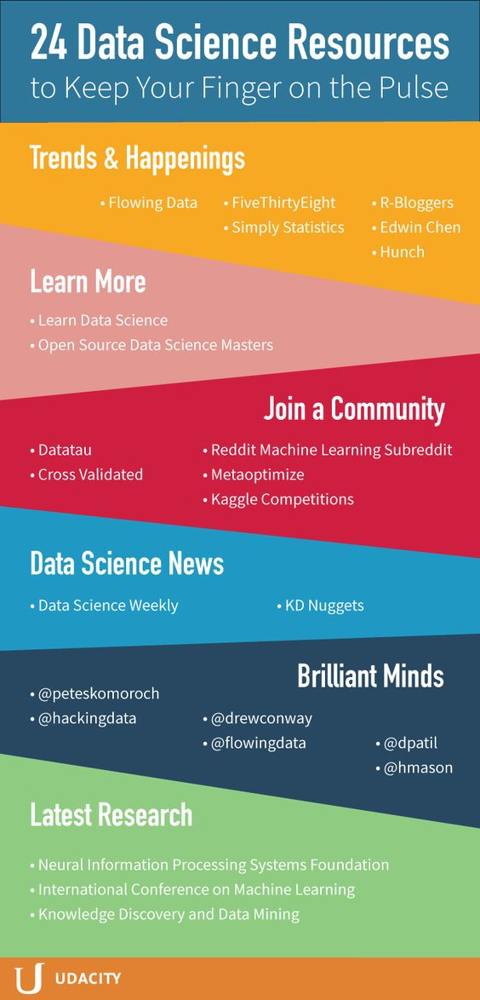 24 Data Science Resources
to Keep Your Finger on the Pulse
Trends & Happenings
• Flowing Data
• FiveThirtyEight
• Simply Statistics
• R-Bloggers
• Edwin Chen
• Hunch
Learn More
• Learn Data Science
• Open Source Data Science Masters
Join a Community
• Datatau
• Cross Validated
• Reddit Machine Learning Subreddit
• Metaoptimize
• Kaggle Competitions
Data Science News
• Data Science Weekly
• KD Nuggets
Brilliant Minds
• @peteskomoroch
• @hackingdata
• @drewconway
• @flowingdata
• @dpatil
• @hmason
Latest Research
• Neural Information Processing Systems Foundation
• International Conference on Machine Learning
• Knowledge Discovery and Data Mining
UDACITY